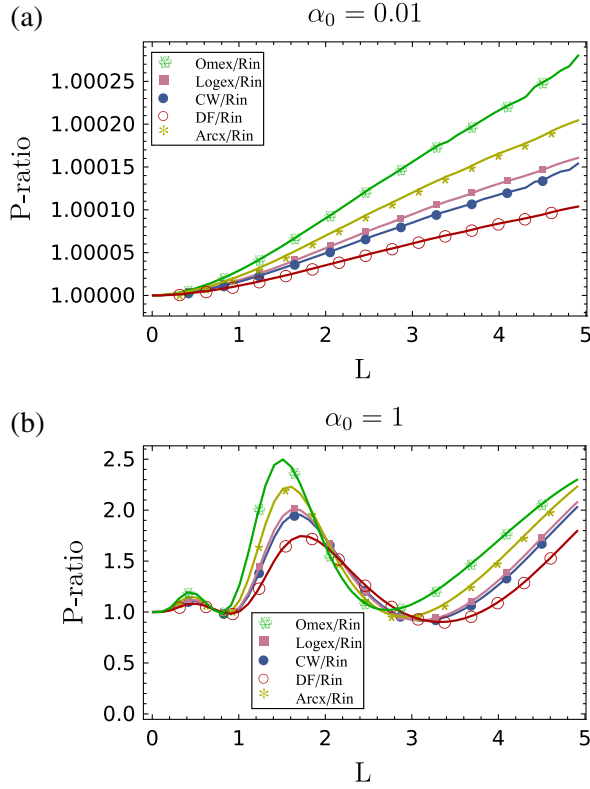 (a)
α₀ = 0.01
P-ratio
1.00025
1.00020
1.00015
1.00010
1.00005
1.00000
Omex/Rin
Logex/Rin
CW/Rin
DF/Rin
Arcx/Rin
0 1 2 3 4 5
L
(b)
α₀ = 1
P-ratio
2.5
2.0
1.5
1.0
0.5
0.0
Omex/Rin
Logex/Rin
CW/Rin
DF/Rin
Arcx/Rin
0 1 2 3 4 5
L